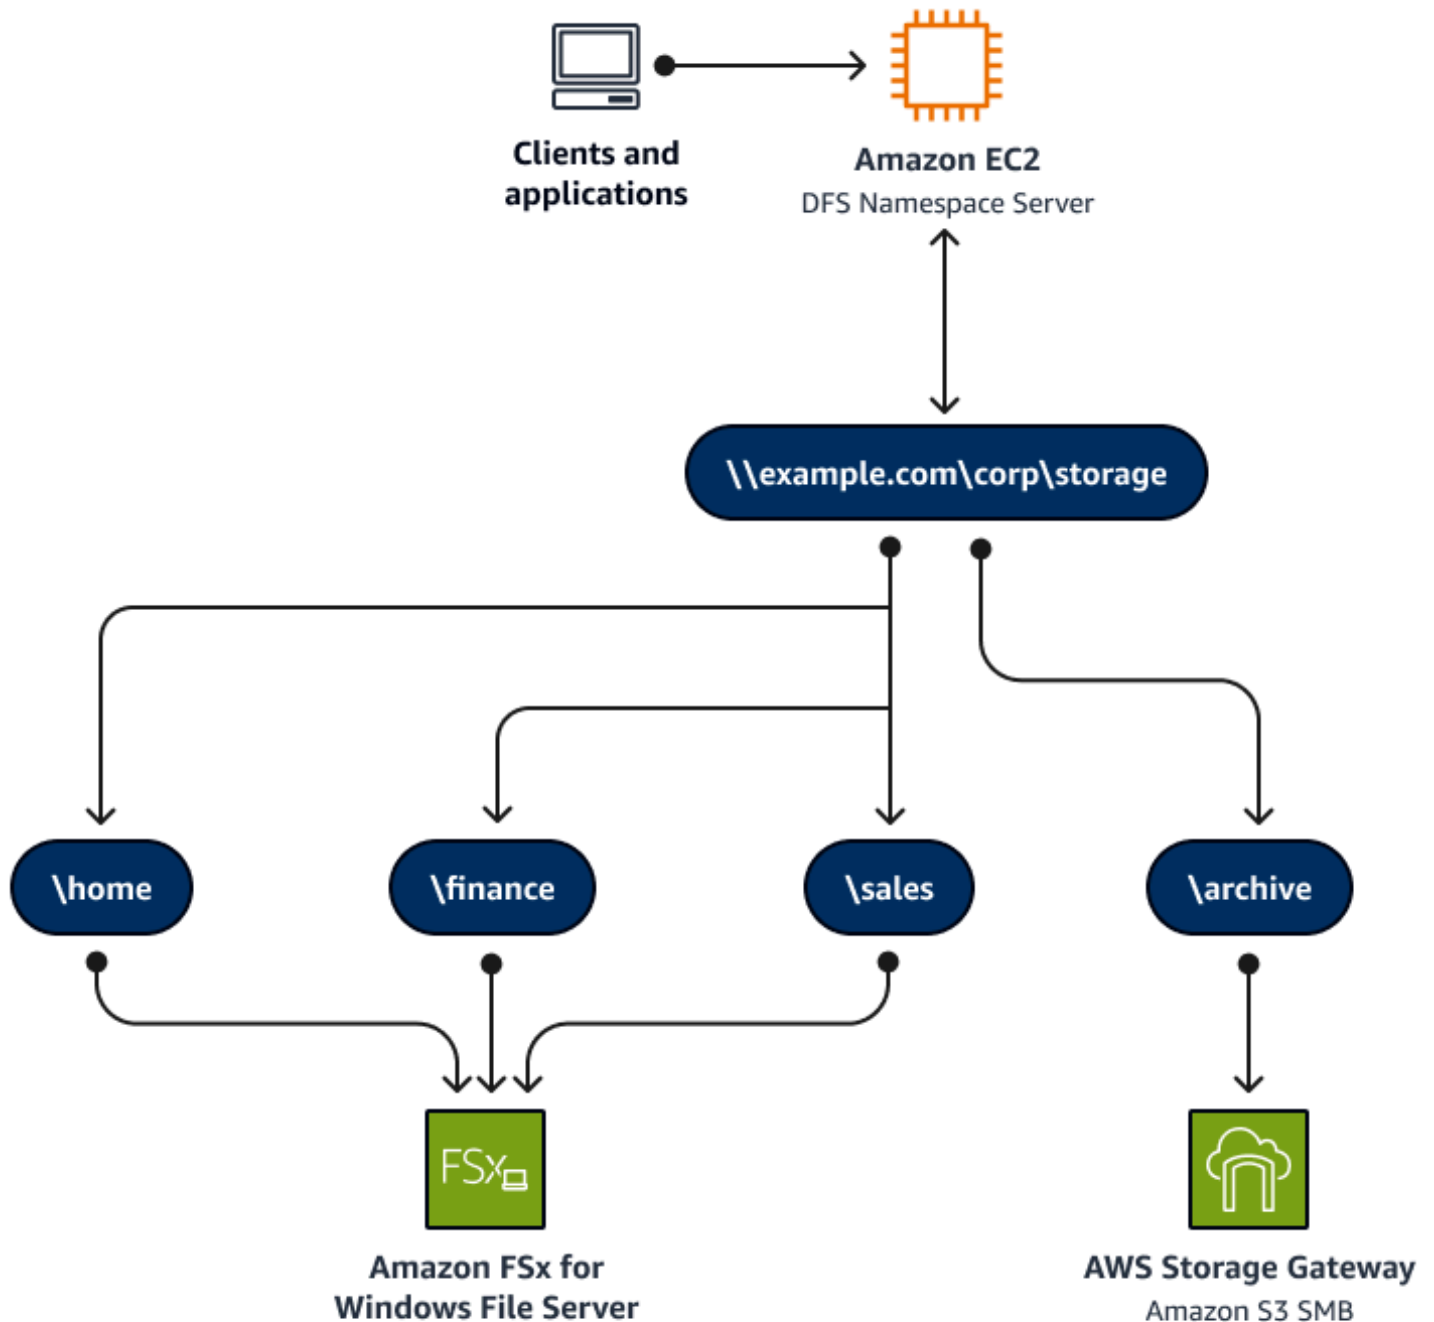 Clients and
applications
Amazon EC2
DFS Namespace Server
\\example.com\corp\storage
\home
\finance
\sales
\archive
FSx
Amazon FSx for
Windows File Server
AWS Storage Gateway
Amazon S3 SMB